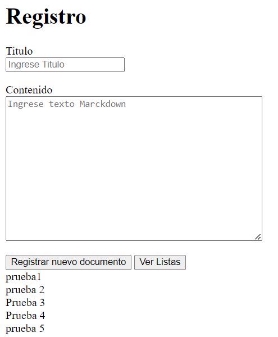 Registro
Titulo
Ingrese Titulo
Contenido
Ingrese texto Marckdown
Registrar nuevo documento Ver Listas
prueba1
prueba 2
Prueba 3
Prueba 4
prueba 5